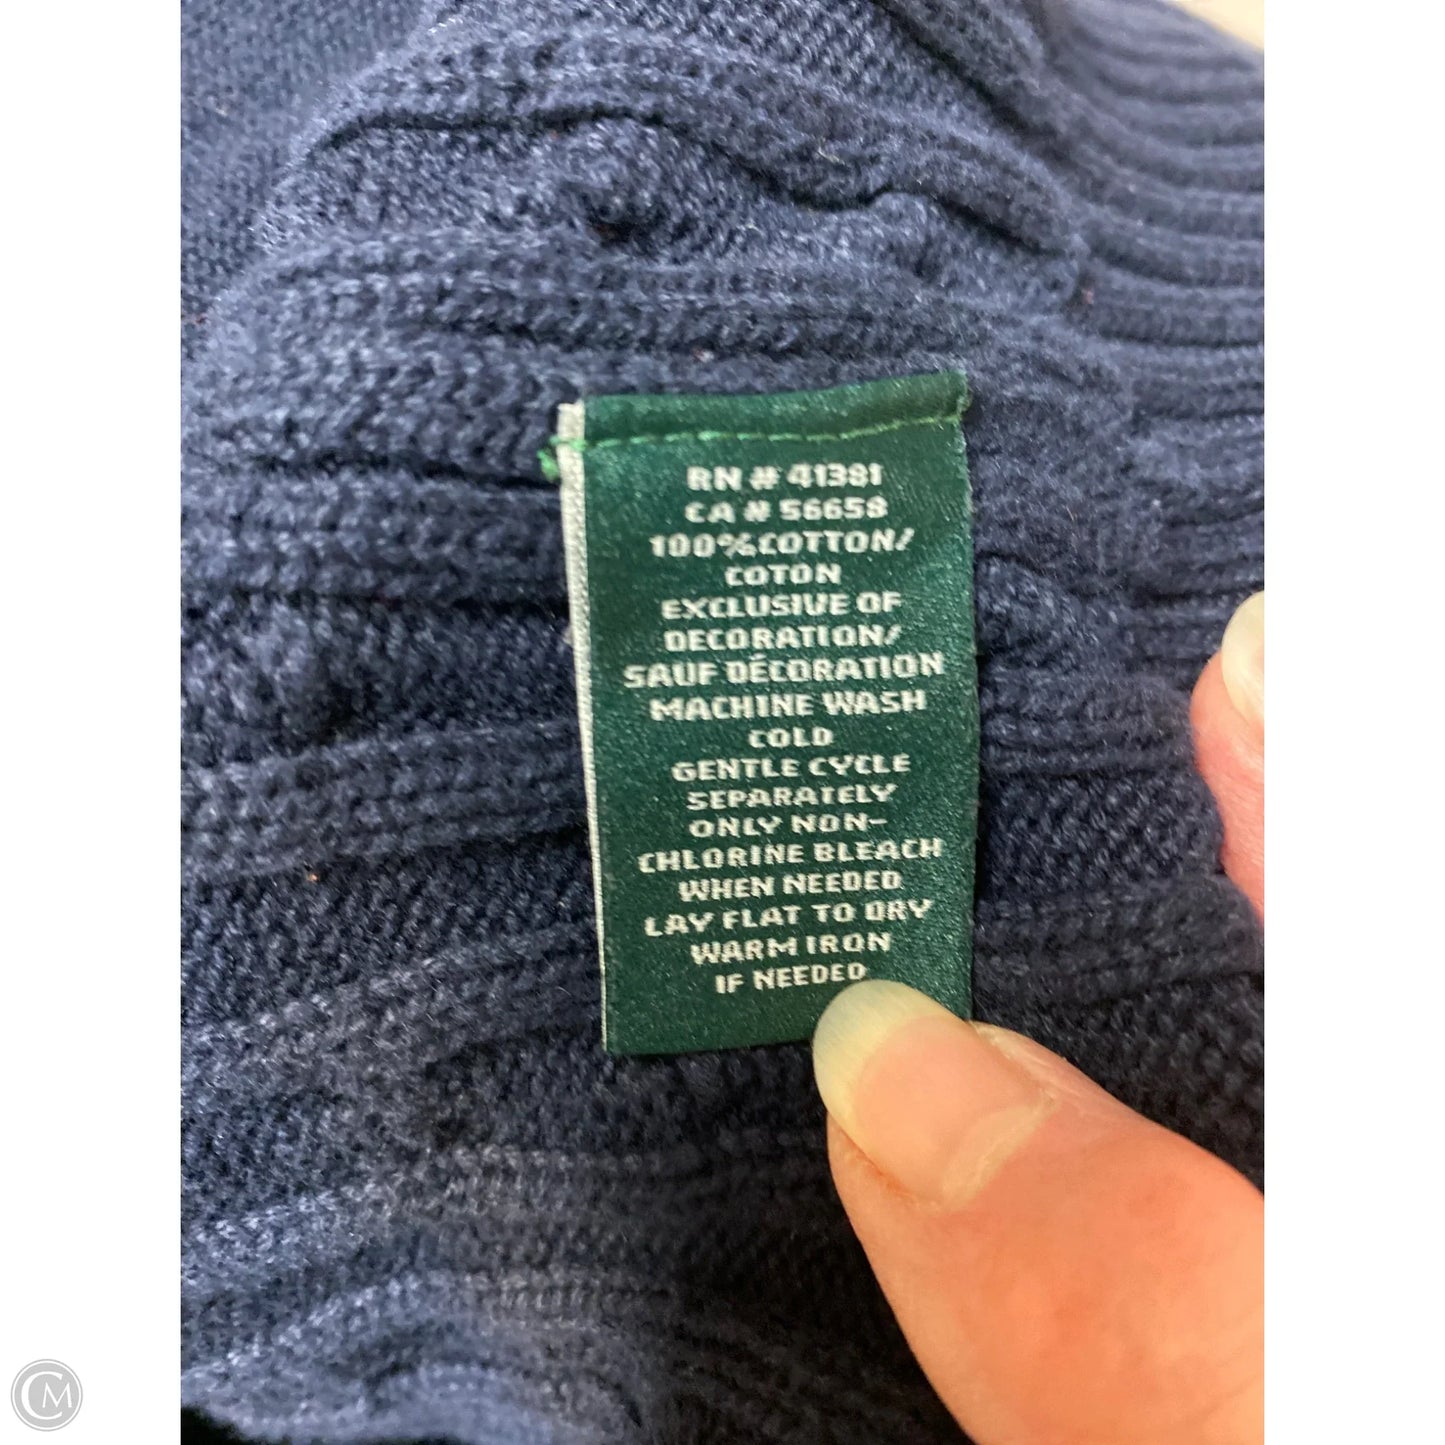 RN # 41381
CA # 56658
100%COTTON/
COTON
EXCLUSIVE OF
DECORATION/
SAUF DÉCORATION
MACHINE WASH
COLD
GENTLE CYCLE
SEPARATELY
ONLY NON-
CHLORINE BLEACH
WHEN NEEDED
LAY FLAT TO DRY
WARM IRON
IF NEEDED
CM